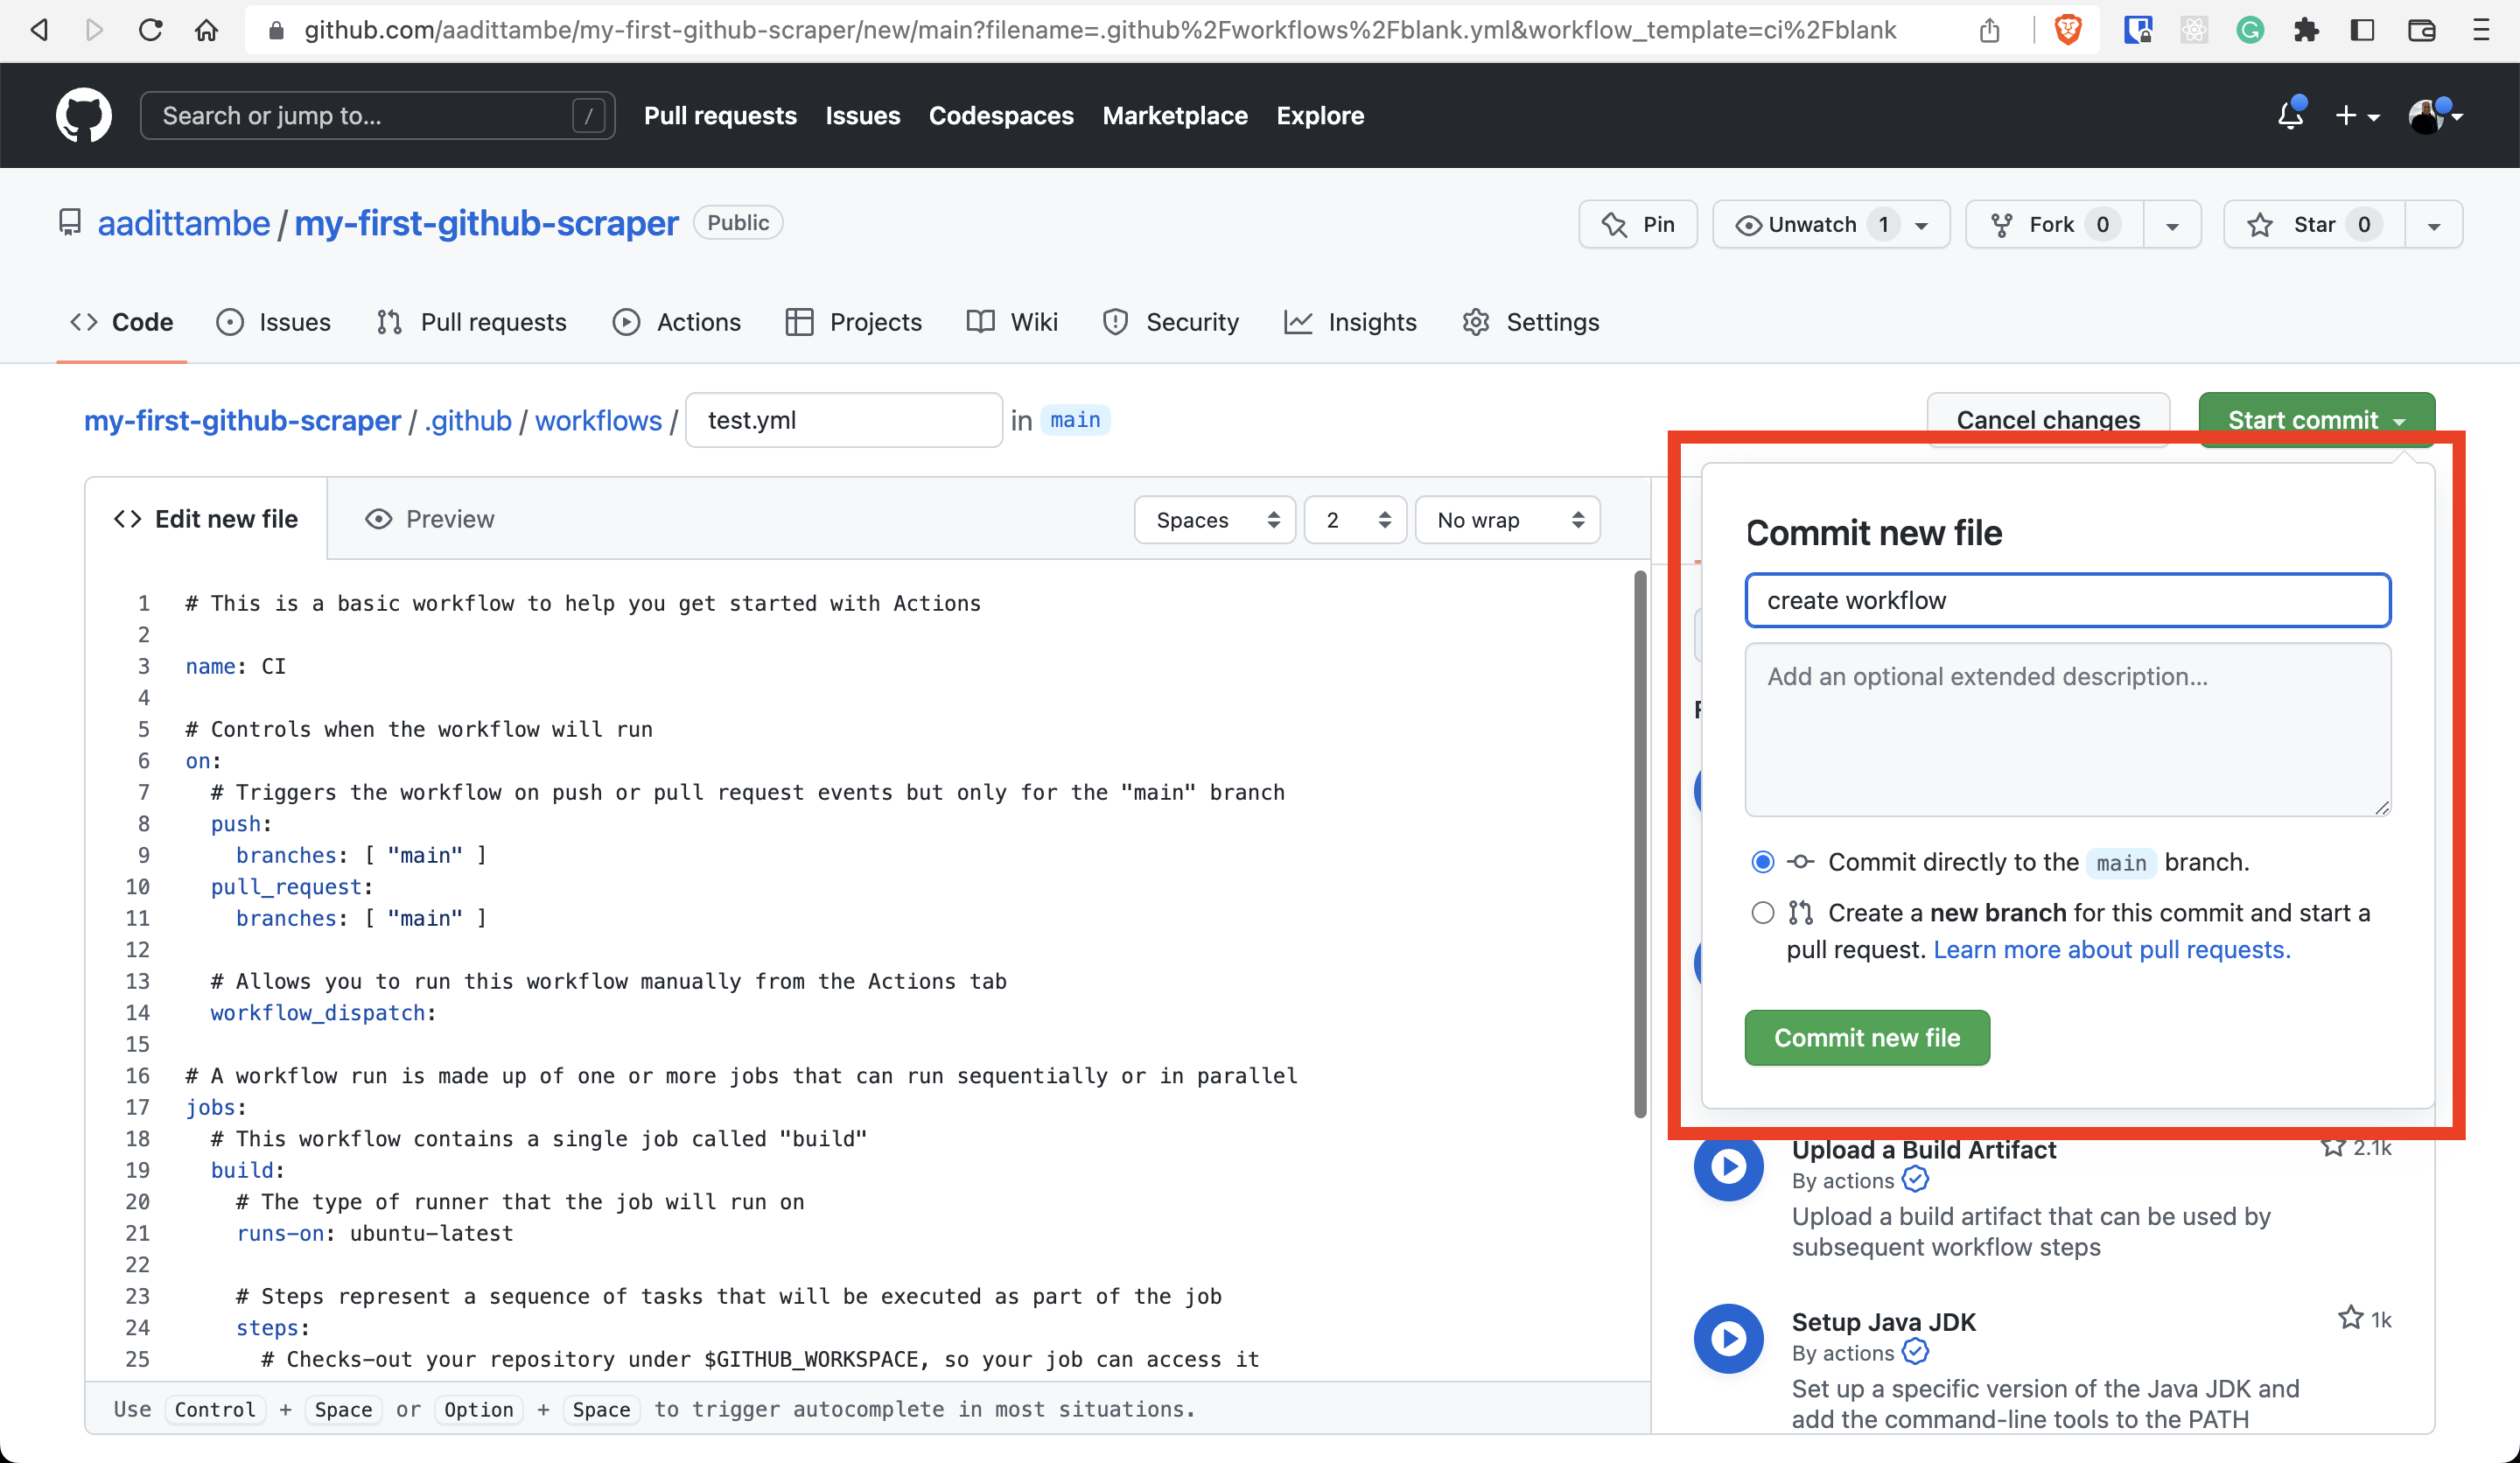 github.com/aadittambe/my-first-github-scraper/new/main?filename=.github%2Fworkflows%2Fblank.yml&workflow_template=ci%2Fblank
Search or jump to... / Pull requests Issues Codespaces Marketplace Explore
aadittambe / my-first-github-scraper Public Pin Unwatch 1 Fork 0 Star 0
Code Issues Pull requests Actions Projects Wiki Security Insights Settings
my-first-github-scraper / .github / workflows / test.yml in main Cancel changes Start commit
Edit new file Preview Spaces 2 No wrap
1 # This is a basic workflow to help you get started with Actions
2
3 name: CI
4
5 # Controls when the workflow will run
6 on:
7 # Triggers the workflow on push or pull request events but only for the "main" branch
8 push:
9 branches: [ "main" ]
10 pull_request:
11 branches: [ "main" ]
12
13 # Allows you to run this workflow manually from the Actions tab
14 workflow_dispatch:
15
16 # A workflow run is made up of one or more jobs that can run sequentially or in parallel
17 jobs:
18 # This workflow contains a single job called "build"
19 build:
20 # The type of runner that the job will run on
21 runs-on: ubuntu-latest
22
23 # Steps represent a sequence of tasks that will be executed as part of the job
24 steps:
25 # Checks-out your repository under $GITHUB_WORKSPACE, so your job can access it
Use Control + Space or Option + Space to trigger autocomplete in most situations.
Commit new file
create workflow
Add an optional extended description...
Commit directly to the main branch.
Create a new branch for this commit and start a
pull request. Learn more about pull requests.
Commit new file
Upload a Build Artifact 2.1k
By actions
Upload a build artifact that can be used by
subsequent workflow steps
Setup Java JDK 1k
By actions
Set up a specific version of the Java JDK and
add the command-line tools to the PATH